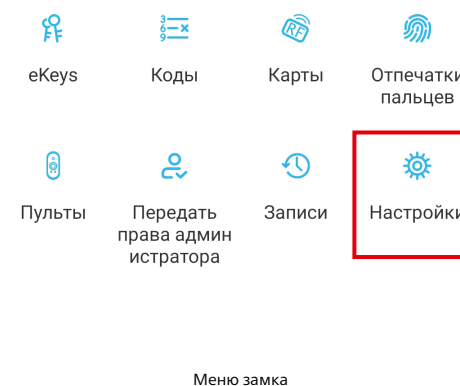 eKeys
Коды
Карты
Отпечатки
пальцев
Пульты
Передать
права админ
истратора
Записи
Настройки
Меню замка